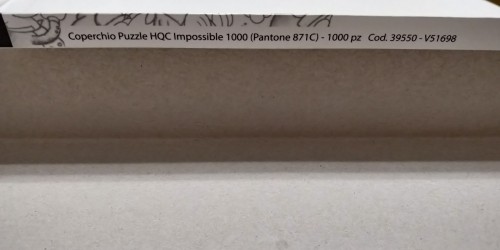 Coperchio Puzzle HQC Impossible 1000 (Pantone 871C) - 1000 pz Cod. 39550 - V51698